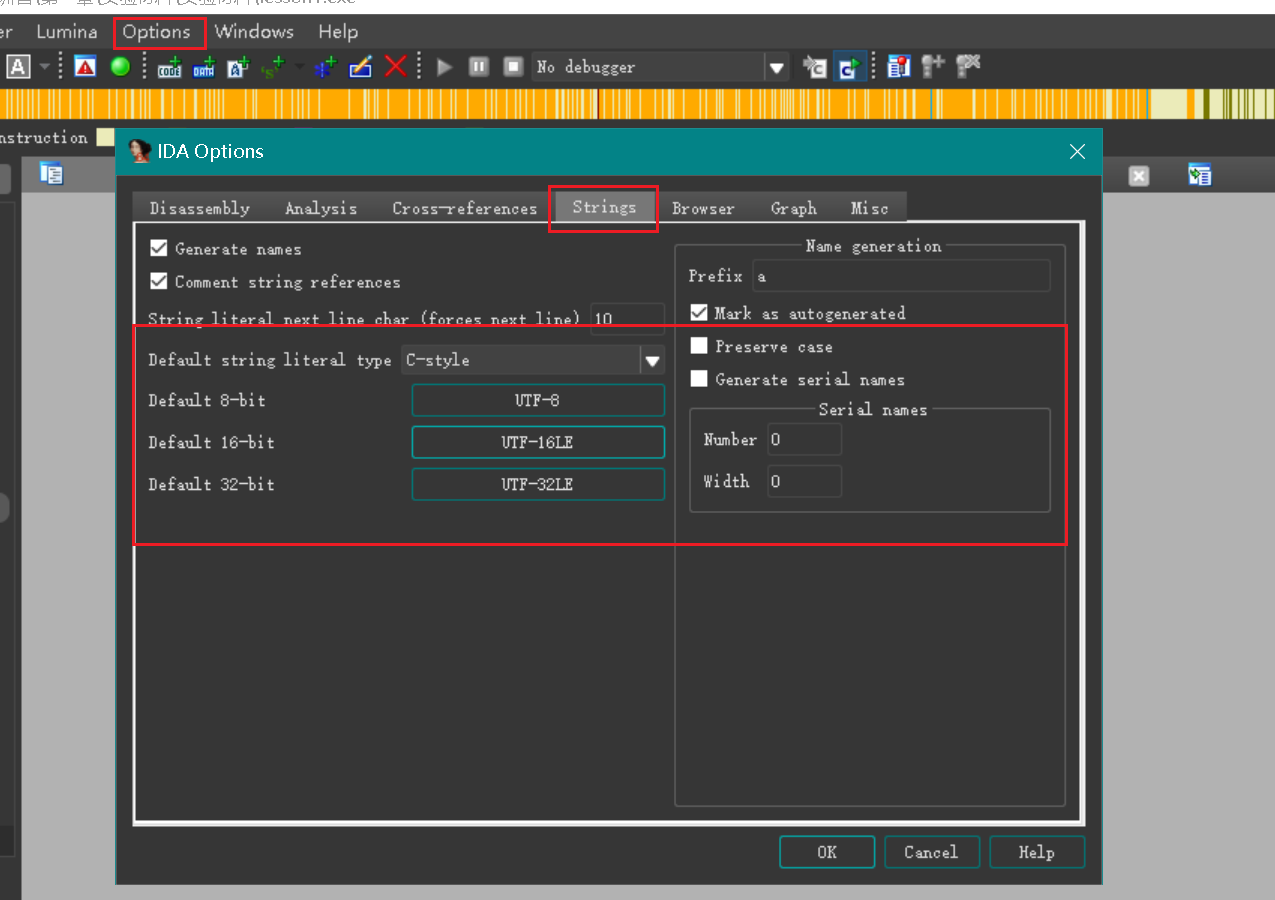 lesson1.exe
er Lumina Options Windows Help
A CODE DATA No debugger
nstruction
IDA Options
Disassembly Analysis Cross-references Strings Browser Graph Misc
Generate names
Comment string references
String literal next line char (forces next line) 10
Default string literal type C-style
Default 8-bit UTF-8
Default 16-bit UTF-16LE
Default 32-bit UTF-32LE
Name generation
Prefix a
Mark as autogenerated
Preserve case
Generate serial names
Serial names
Number 0
Width 0
OK Cancel Help